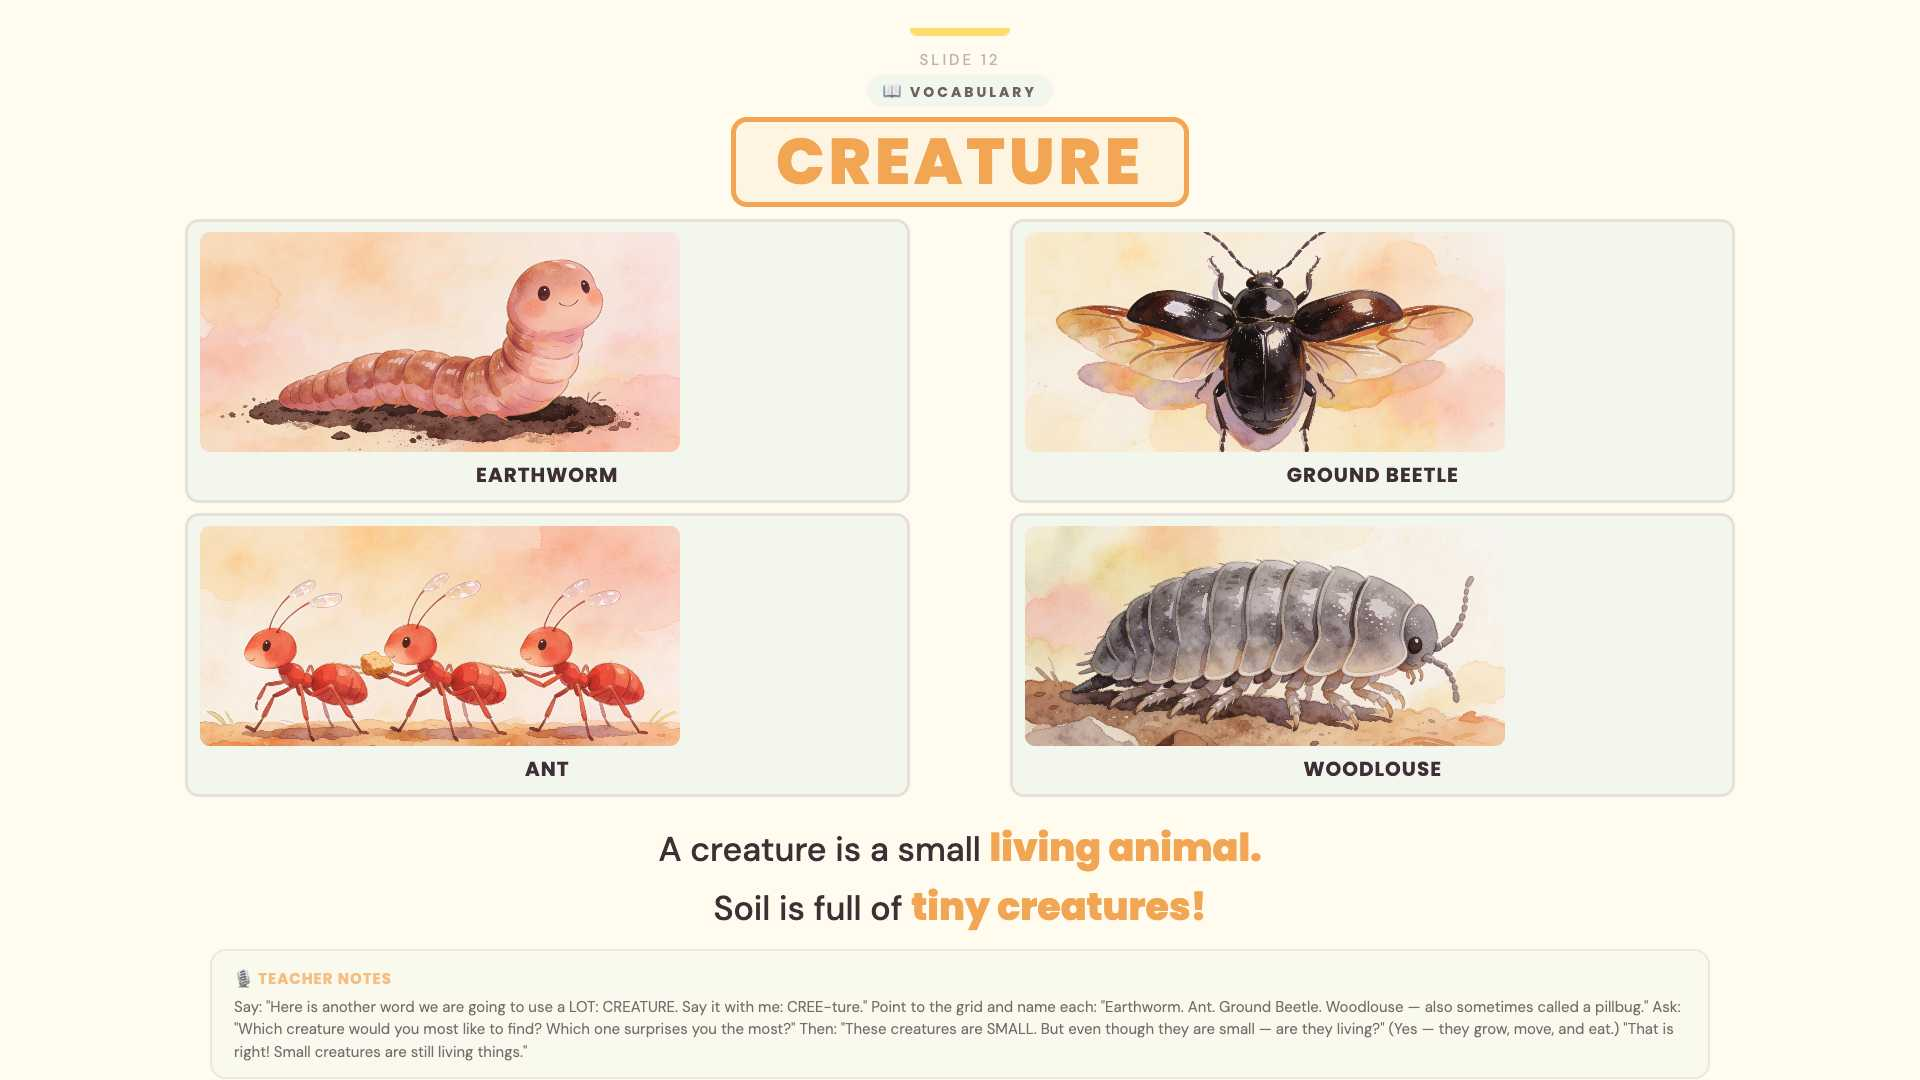 SLIDE 12
📖 VOCABULARY
CREATURE
EARTHWORM
GROUND BEETLE
ANT
WOODLOUSE
A creature is a small living animal.
Soil is full of tiny creatures!
🎙️ TEACHER NOTES
Say: "Here is another word we are going to use a LOT: CREATURE. Say it with me: CREE-ture." Point to the grid and name each: "Earthworm. Ant. Ground Beetle. Woodlouse — also sometimes called a pillbug." Ask:
"Which creature would you most like to find? Which one surprises you the most?" Then: "These creatures are SMALL. But even though they are small — are they living?" (Yes — they grow, move, and eat.) "That is
right! Small creatures are still living things."